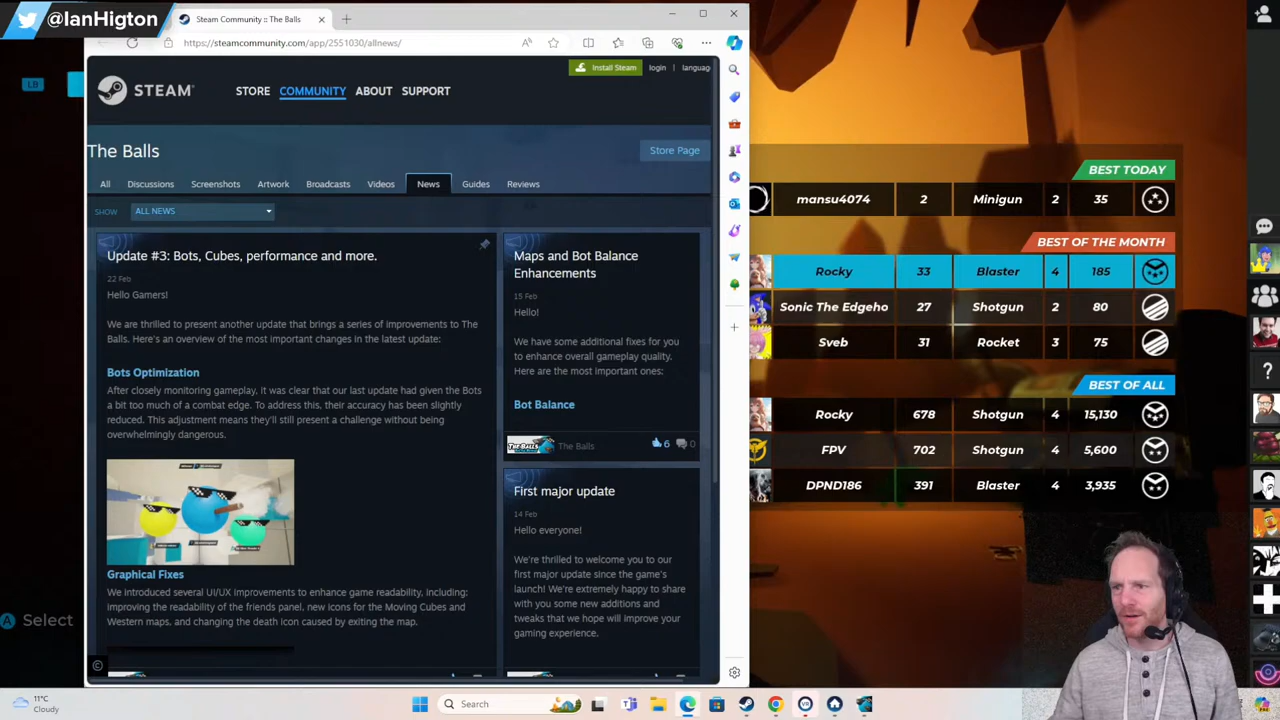 @IanHigton
Steam Community :: The Balls
https://steamcommunity.com/app/2551030/allnews/
Install Steam
login
languag
STEAM
STORE
COMMUNITY
ABOUT
SUPPORT
The Balls
Store Page
All
Discussions
Screenshots
Artwork
Broadcasts
Videos
News
Guides
Reviews
SHOW
ALL NEWS
Update #3: Bots, Cubes, performance and more.
22 Feb
Hello Gamers!
We are thrilled to present another update that brings a series of improvements to The
Balls. Here's an overview of the most important changes in the latest update:
Bots Optimization
After closely monitoring gameplay, it was clear that our last update had given the Bots
a bit too much of a combat edge. To address this, their accuracy has been slightly
reduced. This adjustment means they'll still present a challenge without being
overwhelmingly dangerous.
Graphical Fixes
We introduced several UI/UX improvements to enhance game readability, including:
improving the readability of the friends panel, new icons for the Moving Cubes and
Western maps, and changing the death icon caused by exiting the map.
Maps and Bot Balance
Enhancements
15 Feb
Hello!
We have some additional fixes for you
to enhance overall gameplay quality.
Here are the most important ones:
Bot Balance
The Balls
6
0
First major update
14 Feb
Hello everyone!
We're thrilled to welcome you to our
first major update since the game's
launch! We're extremely happy to share
with you some new additions and
tweaks that we hope will improve your
gaming experience.
LB
A Select
BEST TODAY
mansu4074 2 Minigun 2 35
BEST OF THE MONTH
Rocky 33 Blaster 4 185
Sonic The Edgeho 27 Shotgun 2 80
Sveb 31 Rocket 3 75
BEST OF ALL
Rocky 678 Shotgun 4 15,130
FPV 702 Shotgun 4 5,600
DPND186 391 Blaster 4 3,935
11°C
Cloudy
Search